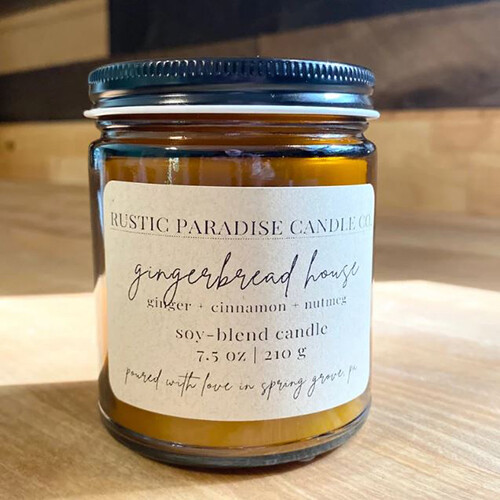 RUSTIC PARADISE CANDLE CO.
gingerbread house
ginger + cinnamon + nutmeg
soy-blend candle
7.5 oz | 210 g
poured with love in spring grove, pa